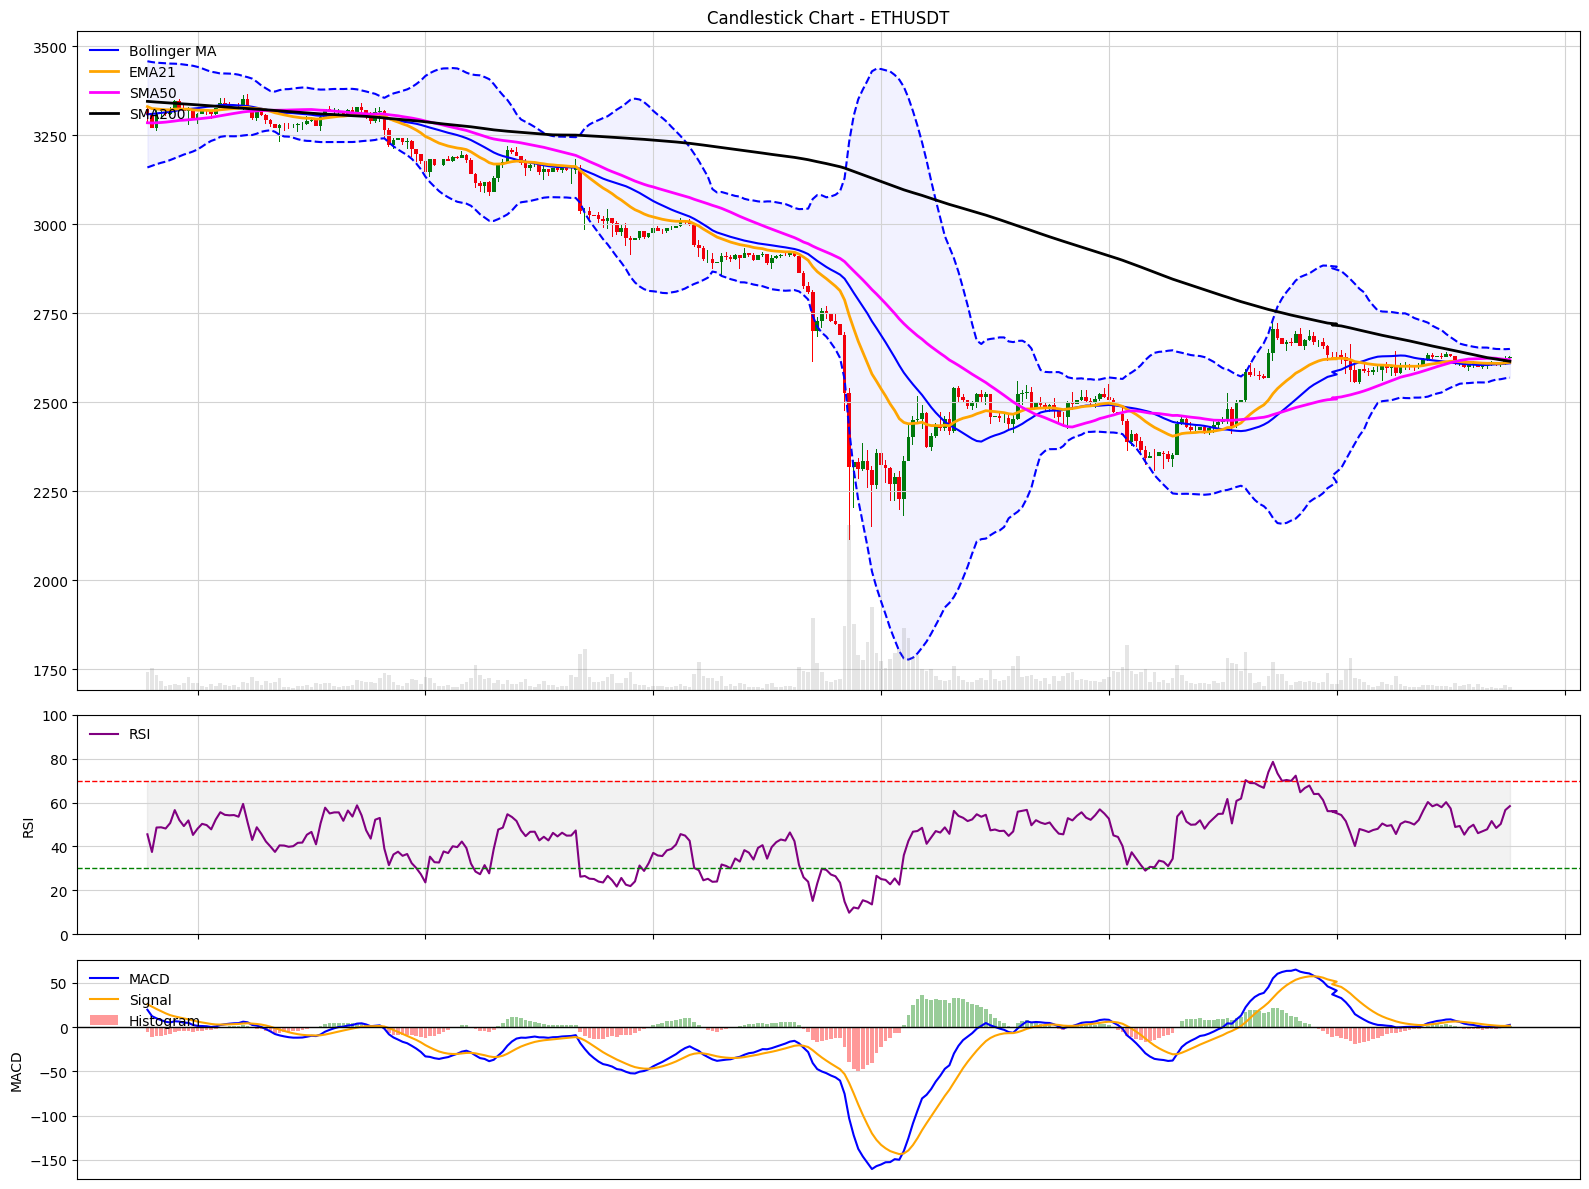 Candlestick Chart - ETHUSDT
3500
3250
3000
2750
2500
2250
2000
1750
Bollinger MA
EMA21
SMA50
SMA200
100
80
60
40
20
0
RSI
RSI
50
0
−50
−100
−150
MACD
MACD
Signal
Histogram